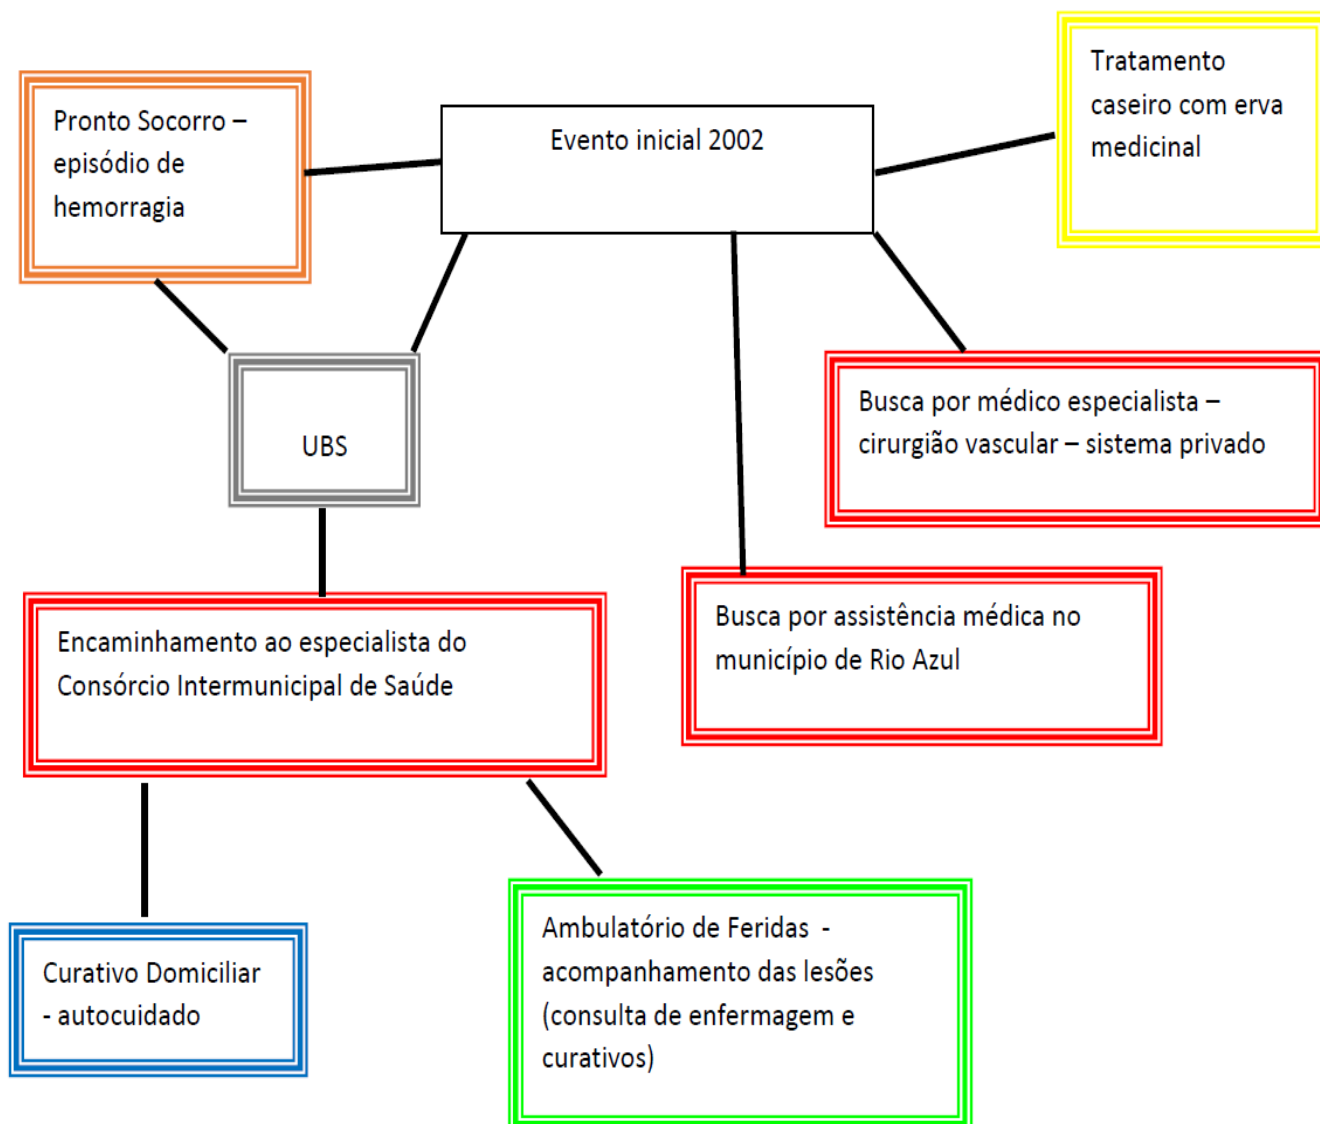 Pronto Socorro –
episódio de
hemorragia
Evento inicial 2002
Tratamento
caseiro com erva
medicinal
UBS
Busca por médico especialista –
cirurgião vascular – sistema privado
Encaminhamento ao especialista do
Consórcio Intermunicipal de Saúde
Busca por assistência médica no
município de Rio Azul
Curativo Domiciliar
- autocuidado
Ambulatório de Feridas -
acompanhamento das lesões
(consulta de enfermagem e
curativos)